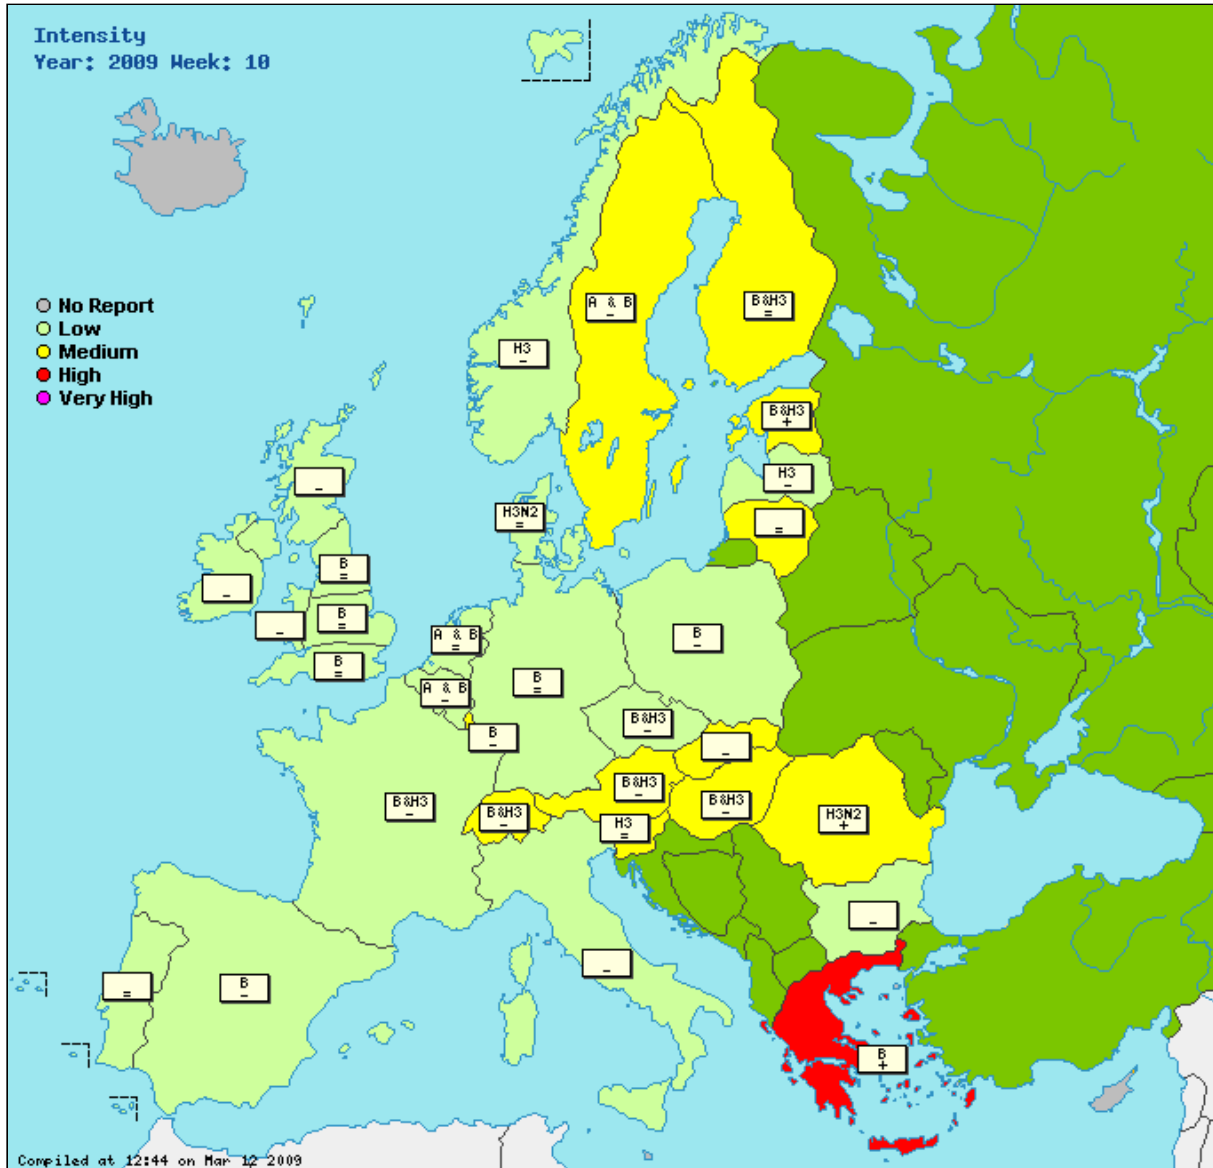 Intensity
Year: 2009 Week: 10
No Report
Low
Medium
High
Very High
A & B
-
B&H3
=
H3
-
B&H3
+
H3
-
=
-
H3N2
=
B
=
-
B
=
-
B
=
A & B
=
B
-
A & B
-
B
=
B&H3
-
B
-
-
B&H3
-
B&H3
-
B&H3
-
B&H3
-
H3
=
H3N2
+
-
-
=
B
-
B
+
Compiled at 12:44 on Mar 12 2009